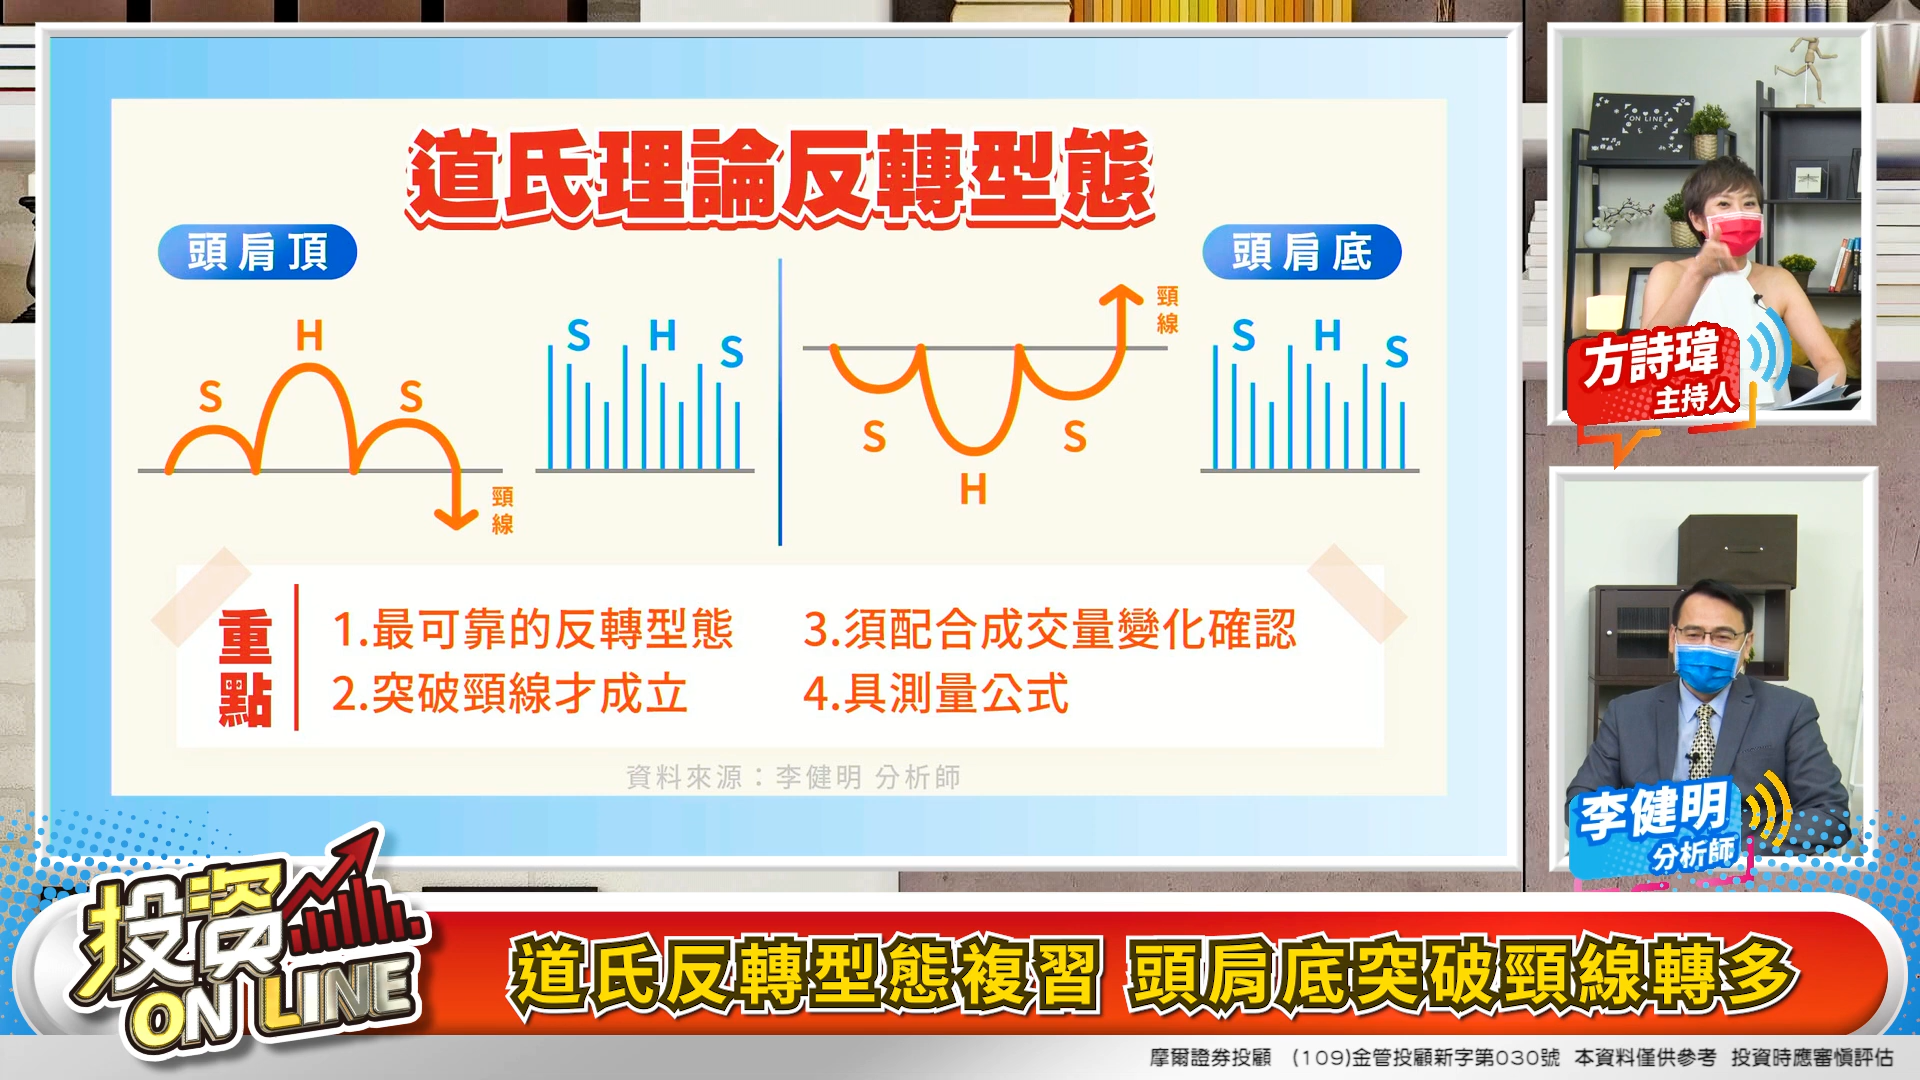 道氏理論反轉型態
頭肩頂
H
S
S
頸線
S
H
S
頭肩底
頸線
S
H
S
S
H
S
重點
1.最可靠的反轉型態
2.突破頸線才成立
3.須配合成交量變化確認
4.具測量公式
資料來源：李健明 分析師
ON LINE
方詩瑋
主持人
李健明
分析師
投資
ON LINE
道氏反轉型態複習 頭肩底突破頸線轉多
摩爾證券投顧 (109)金管投顧新字第030號 本資料僅供參考 投資時應審慎評估